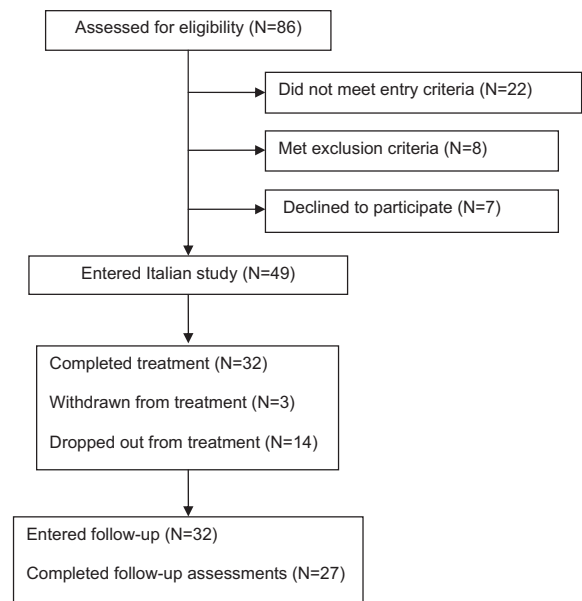 Assessed for eligibility (N=86)
Did not meet entry criteria (N=22)
Met exclusion criteria (N=8)
Declined to participate (N=7)
Entered Italian study (N=49)
Completed treatment (N=32)
Withdrawn from treatment (N=3)
Dropped out from treatment (N=14)
Entered follow-up (N=32)
Completed follow-up assessments (N=27)